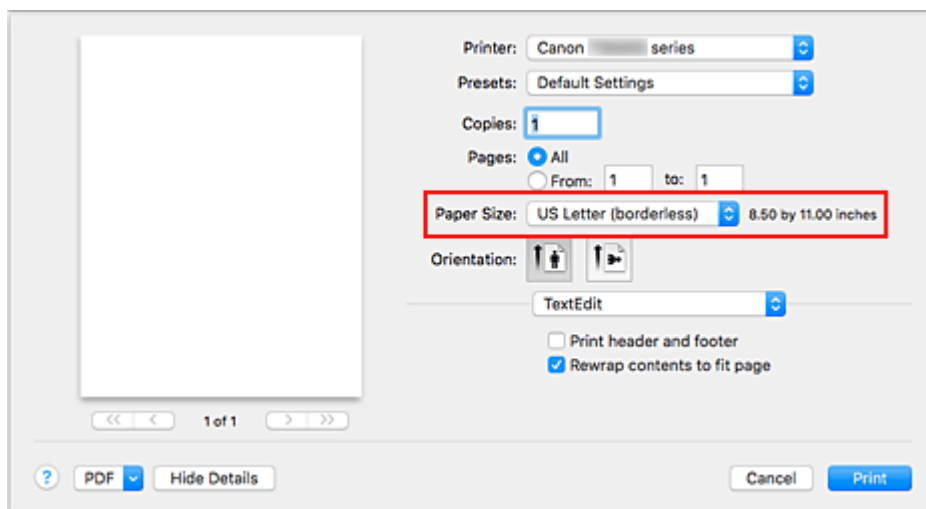 Printer: Canon series
Presets: Default Settings
Copies: 1
Pages: All
From: 1 to: 1
Paper Size: US Letter (borderless) 8.50 by 11.00 inches
Orientation:
TextEdit
Print header and footer
Rewrap contents to fit page
<< < 1 of 1 > >>
? PDF Hide Details Cancel Print